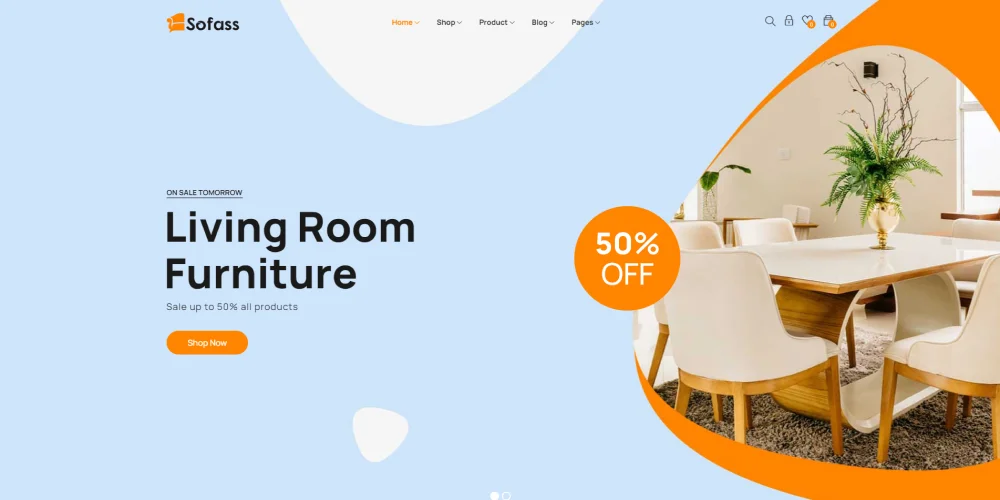 Sofass
Home Shop Product Blog Pages
0 0
ON SALE TOMORROW
Living Room
Furniture
Sale up to 50% all products
Shop Now
50%
OFF